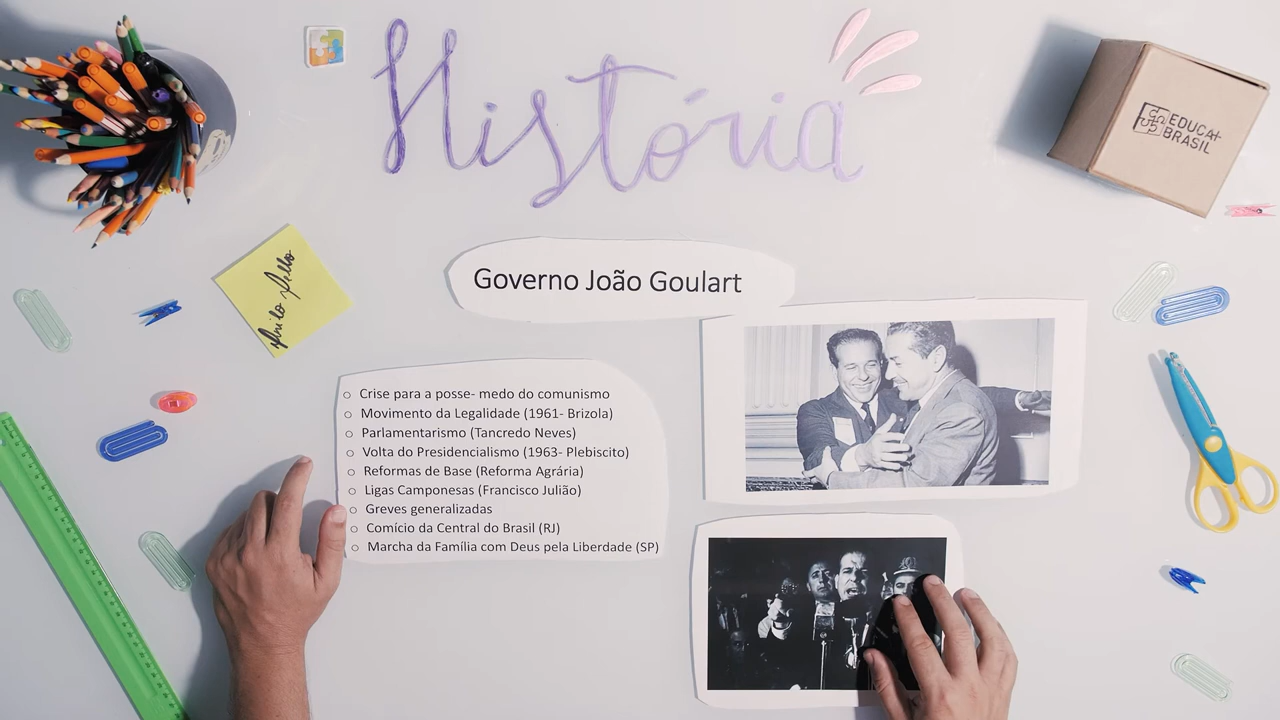 História
EDUCA+
BRASIL
Governo João Goulart
o Crise para a posse- medo do comunismo
o Movimento da Legalidade (1961- Brizola)
o Parlamentarismo (Tancredo Neves)
o Volta do Presidencialismo (1963- Plebiscito)
o Reformas de Base (Reforma Agrária)
o Ligas Camponesas (Francisco Julião)
o Greves generalizadas
o Comício da Central do Brasil (RJ)
o Marcha da Família com Deus pela Liberdade (SP)